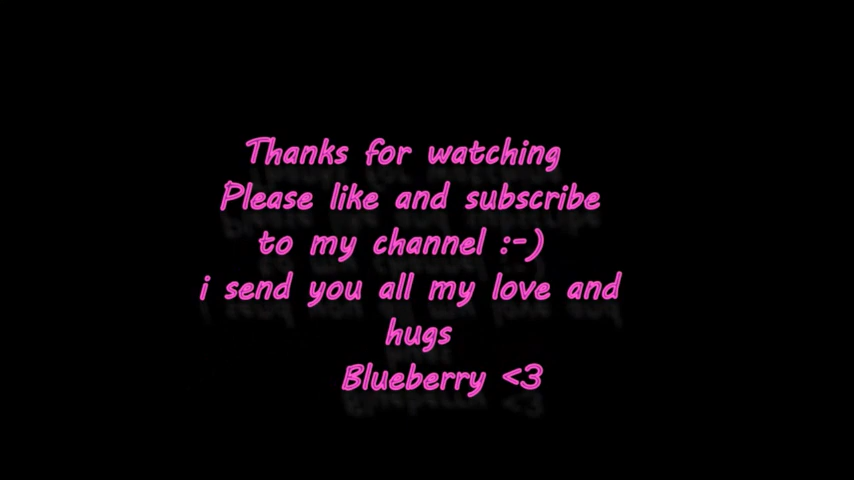 Thanks for watching
Please like and subscribe
to my channel :-)
i send you all my love and
hugs
Blueberry <3